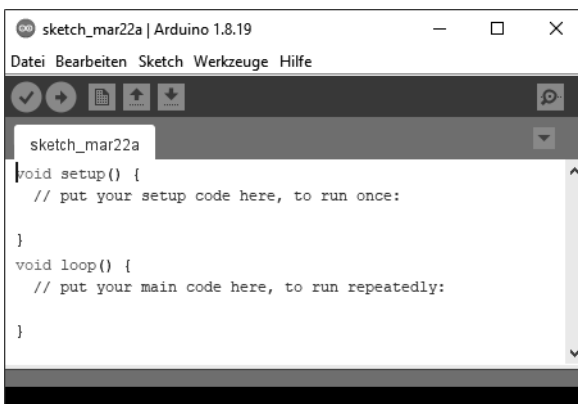 sketch_mar22a | Arduino 1.8.19
Datei Bearbeiten Sketch Werkzeuge Hilfe
sketch_mar22a
void setup() {
// put your setup code here, to run once:
}
void loop() {
// put your main code here, to run repeatedly:
}